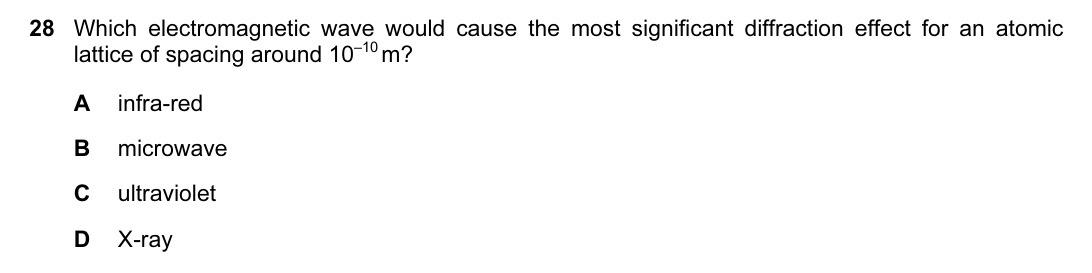 28 Which electromagnetic wave would cause the most significant diffraction effect for an atomic
lattice of spacing around 10⁻¹⁰ m?
A infra-red
B microwave
C ultraviolet
D X-ray